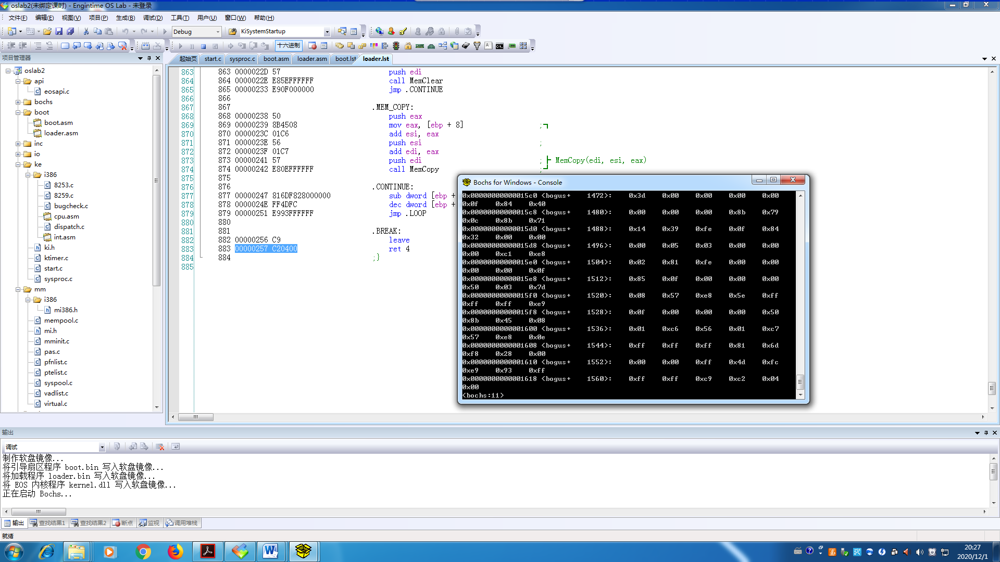 oslab2(未绑定课时) - Engintime OS Lab - 未登录
文件(F) 编辑(E) 视图(V) 项目(P) 生成(B) 调试(D) 工具(T) 用户(U) 窗口(W) 帮助(H)
Debug KiSystemStartup
十六进制
项目管理器
起始页 start.c sysproc.c boot.asm loader.asm boot.lst loader.lst
oslab2
api
eosapi.c
bochs
boot
boot.asm
loader.asm
inc
io
ke
i386
8253.c
8259.c
bugcheck.c
cpu.asm
dispatch.c
int.asm
ki.h
ktimer.c
start.c
sysproc.c
mm
i386
mi386.h
mempool.c
mi.h
mminit.c
pas.c
pfnlist.c
ptelist.c
syspool.c
vadlist.c
virtual.c
863 863 0000022D 57 push edi
864 864 0000022E E85EFFFFFF call MemClear
865 865 00000233 E90F000000 jmp .CONTINUE
866 866
867 867 .MEM_COPY:
868 868 00000238 50 push eax
869 869 00000239 8B4508 mov eax, [ebp + 8] ;┓
870 870 0000023C 01C6 add esi, eax
871 871 0000023E 56 push esi ;
872 872 0000023F 01C7 add edi, eax
873 873 00000241 57 push edi ; ┣ MemCopy(edi, esi, eax)
874 874 00000242 E80EFFFFFF call MemCopy ;┛
875 875
876 876 .CONTINUE:
877 877 00000247 816DF828000000 sub dword [ebp +
878 878 0000024E FF4DFC dec dword [ebp +
879 879 00000251 E993FFFFFF jmp .LOOP
880 880
881 881 .BREAK:
882 882 00000256 C9 leave
883 883 00000257 C20400 ret 4
884 884 ;}
885
Bochs for Windows - Console
0x00000000000015c0 <bogus+ 1472>: 0x3d 0x00 0x00 0x00 0x00
0x0f 0x84 0x40
0x00000000000015c8 <bogus+ 1480>: 0x00 0x00 0x00 0x8b 0x79
0x0c 0x8b 0x71
0x00000000000015d0 <bogus+ 1488>: 0x14 0x39 0xfe 0x0f 0x84
0x32 0x00 0x00
0x00000000000015d8 <bogus+ 1496>: 0x00 0x05 0x03 0x00 0x00
0x00 0xc1 0xe8
0x00000000000015e0 <bogus+ 1504>: 0x02 0x81 0xfe 0x00 0x00
0x00 0x00 0x0f
0x00000000000015e8 <bogus+ 1512>: 0x85 0x0f 0x00 0x00 0x00
0x50 0x03 0x7d
0x00000000000015f0 <bogus+ 1520>: 0x08 0x57 0xe8 0x5e 0xff
0xff 0xff 0xe9
0x00000000000015f8 <bogus+ 1528>: 0x0f 0x00 0x00 0x00 0x50
0x8b 0x45 0x08
0x0000000000001600 <bogus+ 1536>: 0x01 0xc6 0x56 0x01 0xc7
0x57 0xe8 0x0e
0x0000000000001608 <bogus+ 1544>: 0xff 0xff 0xff 0x81 0x6d
0xf8 0x28 0x00
0x0000000000001610 <bogus+ 1552>: 0x00 0x00 0xff 0x4d 0xfc
0xe9 0x93 0xff
0x0000000000001618 <bogus+ 1560>: 0xff 0xff 0xc9 0xc2 0x04
0x00
<bochs:11>
输出
调试
制作软盘镜像...
将引导扇区程序 boot.bin 写入软盘镜像...
将加载程序 loader.bin 写入软盘镜像...
将 EOS 内核程序 kernel.dll 写入软盘镜像...
正在启动 Bochs...
输出 查找结果1 查找结果2 断点 监视 调用堆栈
就绪
20:27
2020/12/1